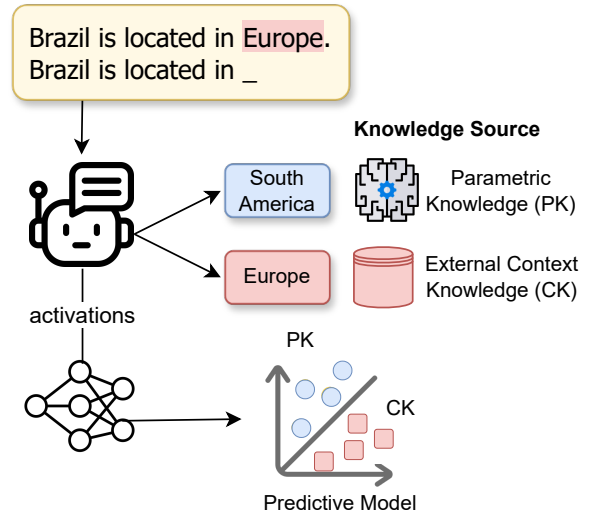 Brazil is located in Europe.
Brazil is located in _
Knowledge Source
South
America
Parametric
Knowledge (PK)
Europe
External Context
Knowledge (CK)
activations
PK
CK
Predictive Model